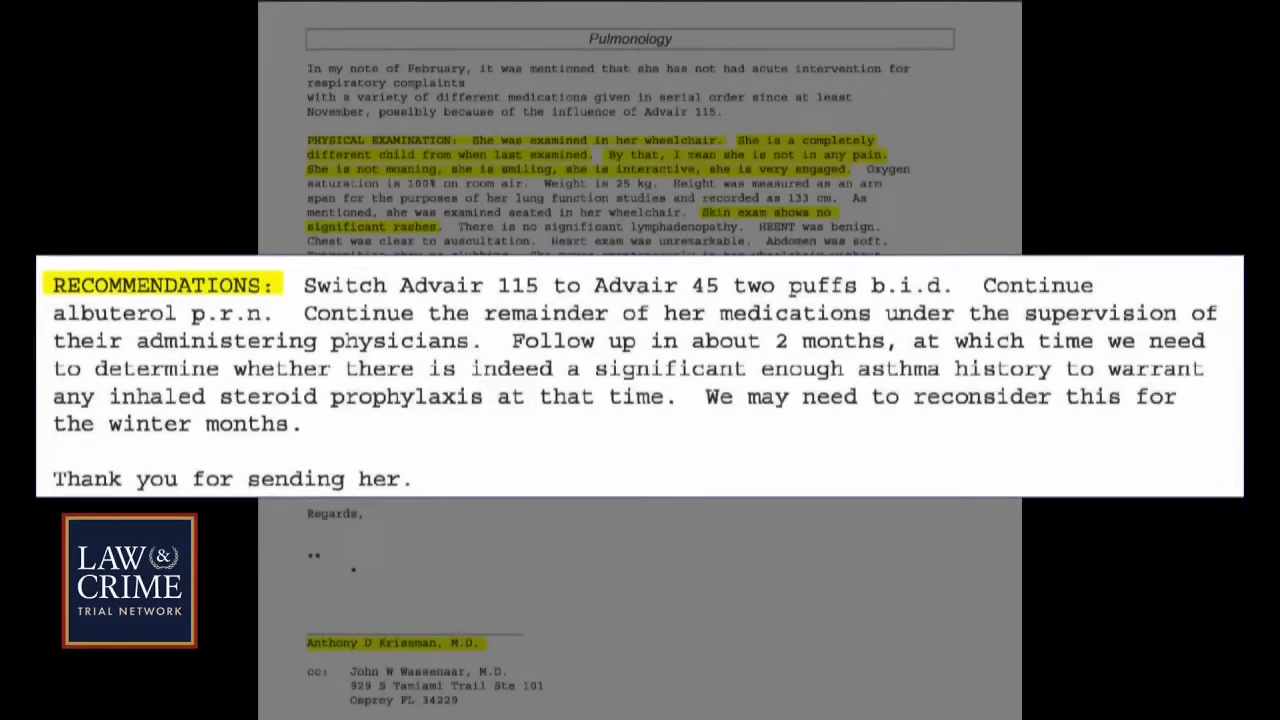 Pulmonology
In my note of February, it was mentioned that she has not had acute intervention for
respiratory complaints
with a variety of different medications given in serial order since at least
November, possibly because of the influence of Advair 115.
PHYSICAL EXAMINATION: She was examined in her wheelchair. She is a completely
different child from when last examined. By that, I mean she is not in any pain.
She is not moaning, she is smiling, she is interactive, she is very engaged. Oxygen
saturation is 100% on room air. Weight is 25 kg. Height was measured as an arm
span for the purposes of her lung function studies and recorded as 133 cm. As
mentioned, she was examined seated in her wheelchair. Skin exam shows no
significant rashes. There is no significant lymphadenopathy. HEENT was benign.
Chest was clear to auscultation. Heart exam was unremarkable. Abdomen was soft.
RECOMMENDATIONS: Switch Advair 115 to Advair 45 two puffs b.i.d. Continue
albuterol p.r.n. Continue the remainder of her medications under the supervision of
their administering physicians. Follow up in about 2 months, at which time we need
to determine whether there is indeed a significant enough asthma history to warrant
any inhaled steroid prophylaxis at that time. We may need to reconsider this for
the winter months.
Thank you for sending her.
Regards,
**
*
Anthony D Krissman, M.D.
cc: John W Wassenaar, M.D.
929 S Tamiami Trail Ste 101
Osprey FL 34229
LAW &
CRIME
TRIAL NETWORK